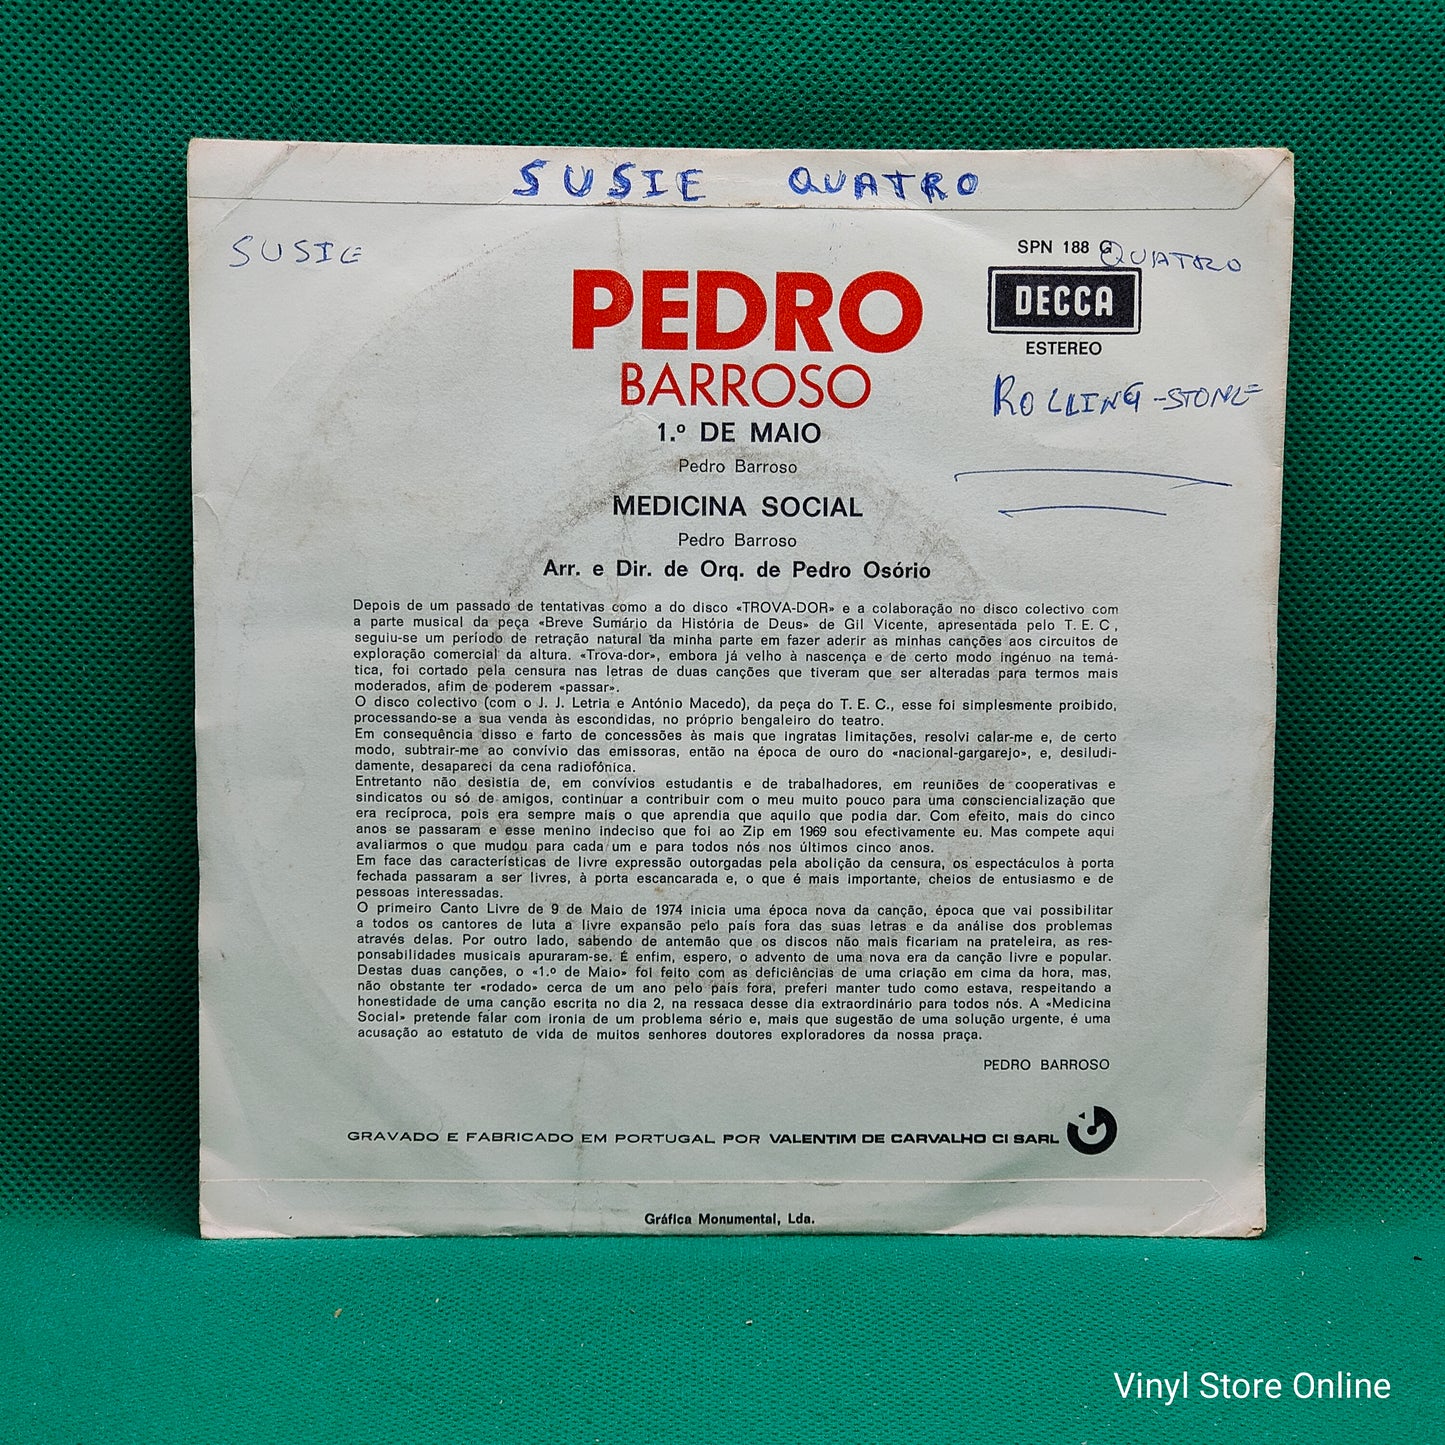 SUSIE QUATRO
SUSIE
SPN 188 G QUATRO
DECCA
ESTEREO
PEDRO
BARROSO
ROLLING-STONE
1.º DE MAIO
Pedro Barroso
MEDICINA SOCIAL
Pedro Barroso
Arr. e Dir. de Orq. de Pedro Osório
Depois de um passado de tentativas como a do disco «TROVA-DOR» e a colaboração no disco colectivo com
a parte musical da peça «Breve Sumário da História de Deus» de Gil Vicente, apresentada pelo T. E. C,
seguiu-se um período de retração natural da minha parte em fazer aderir as minhas canções aos circuitos de
exploração comercial da altura. «Trova-dor», embora já velho à nascença e de certo modo ingénuo na temá-
tica, foi cortado pela censura nas letras de duas canções que tiveram que ser alteradas para termos mais
moderados, afim de poderem «passar».
O disco colectivo (com o J. J. Letria e António Macedo), da peça do T. E. C., esse foi simplesmente proibido,
processando-se a sua venda às escondidas, no próprio bengaleiro do teatro.
Em consequência disso e farto de concessões às mais que ingratas limitações, resolvi calar-me e, de certo
modo, subtrair-me ao convívio das emissoras, então na época de ouro do «nacional-gargarejo», e, desiludi-
damente, desapareci da cena radiofónica.
Entretanto não desistia de, em convívios estudantis e de trabalhadores, em reuniões de cooperativas e
sindicatos ou só de amigos, continuar a contribuir com o meu muito pouco para uma consciencialização que
era recíproca, pois era sempre mais o que aprendia que aquilo que podia dar. Com efeito, mais do cinco
anos se passaram e esse menino indeciso que foi ao Zip em 1969 sou efectivamente eu. Mas compete aqui
avaliarmos o que mudou para cada um e para todos nós nos últimos cinco anos.
Em face das características de livre expressão outorgadas pela abolição da censura, os espectáculos à porta
fechada passaram a ser livres, à porta escancarada e, o que é mais importante, cheios de entusiasmo e de
pessoas interessadas.
O primeiro Canto Livre de 9 de Maio de 1974 inicia uma época nova da canção, época que vai possibilitar
a todos os cantores de luta a livre expansão pelo país fora das suas letras e da análise dos problemas
através delas. Por outro lado, sabendo de antemão que os discos não mais ficariam na prateleira, as res-
ponsabilidades musicais apuraram-se. É enfim, espero, o advento de uma nova era da canção livre e popular.
Destas duas canções, o «1.º de Maio» foi feito com as deficiências de uma criação em cima da hora, mas,
não obstante ter «rodado» cerca de um ano pelo país fora, preferi manter tudo como estava, respeitando a
honestidade de uma canção escrita no dia 2, na ressaca desse dia extraordinário para todos nós. A «Medicina
Social» pretende falar com ironia de um problema sério e, mais que sugestão de uma solução urgente, é uma
acusação ao estatuto de vida de muitos senhores doutores exploradores da nossa praça.
PEDRO BARROSO
GRAVADO E FABRICADO EM PORTUGAL POR VALENTIM DE CARVALHO CI SARL
Gráfica Monumental, Lda.
Vinyl Store Online